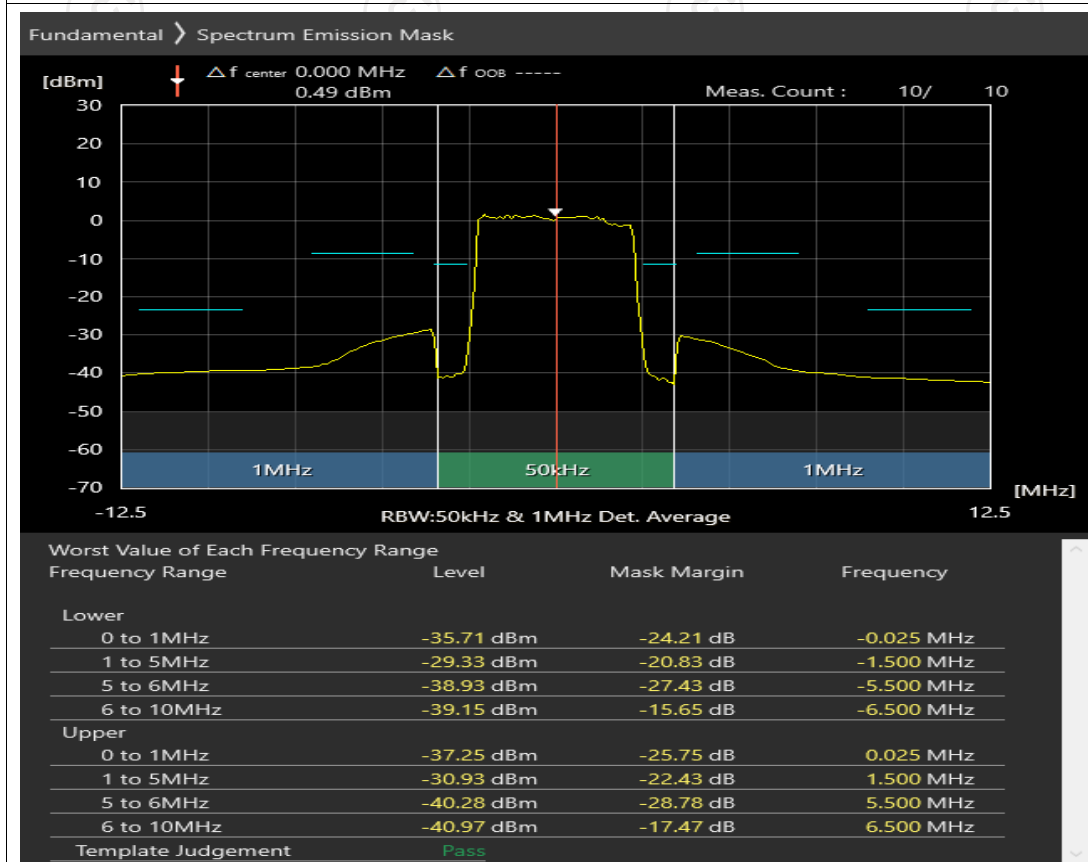 Fundamental ❯ Spectrum Emission Mask
[dBm] △f center 0.000 MHz △f OOB -----
0.49 dBm Meas. Count : 10/ 10
30
20
10
0
-10
-20
-30
-40
-50
-60
-70
1MHz 50kHz 1MHz
[MHz]
-12.5 RBW:50kHz & 1MHz Det. Average 12.5
Worst Value of Each Frequency Range
Frequency Range Level Mask Margin Frequency
Lower
0 to 1MHz -35.71 dBm -24.21 dB -0.025 MHz
1 to 5MHz -29.33 dBm -20.83 dB -1.500 MHz
5 to 6MHz -38.93 dBm -27.43 dB -5.500 MHz
6 to 10MHz -39.15 dBm -15.65 dB -6.500 MHz
Upper
0 to 1MHz -37.25 dBm -25.75 dB 0.025 MHz
1 to 5MHz -30.93 dBm -22.43 dB 1.500 MHz
5 to 6MHz -40.28 dBm -28.78 dB 5.500 MHz
6 to 10MHz -40.97 dBm -17.47 dB 6.500 MHz
Template Judgement Pass